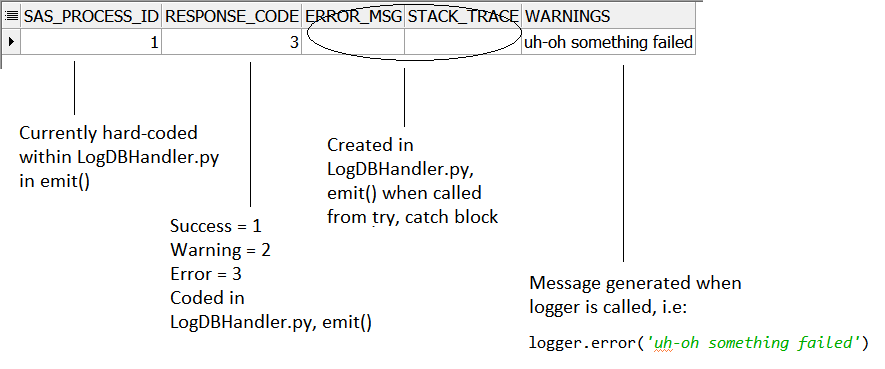 SAS_PROCESS_ID RESPONSE_CODE ERROR_MSG STACK_TRACE WARNINGS
1 3 uh-oh something failed
Currently hard-coded
within LogDBHandler.py
in emit()
Created in
LogDBHandler.py,
emit() when called
from try, catch block
Success = 1
Warning = 2
Error = 3
Coded in
LogDBHandler.py, emit()
Message generated when
logger is called, i.e:
logger.error('uh-oh something failed')